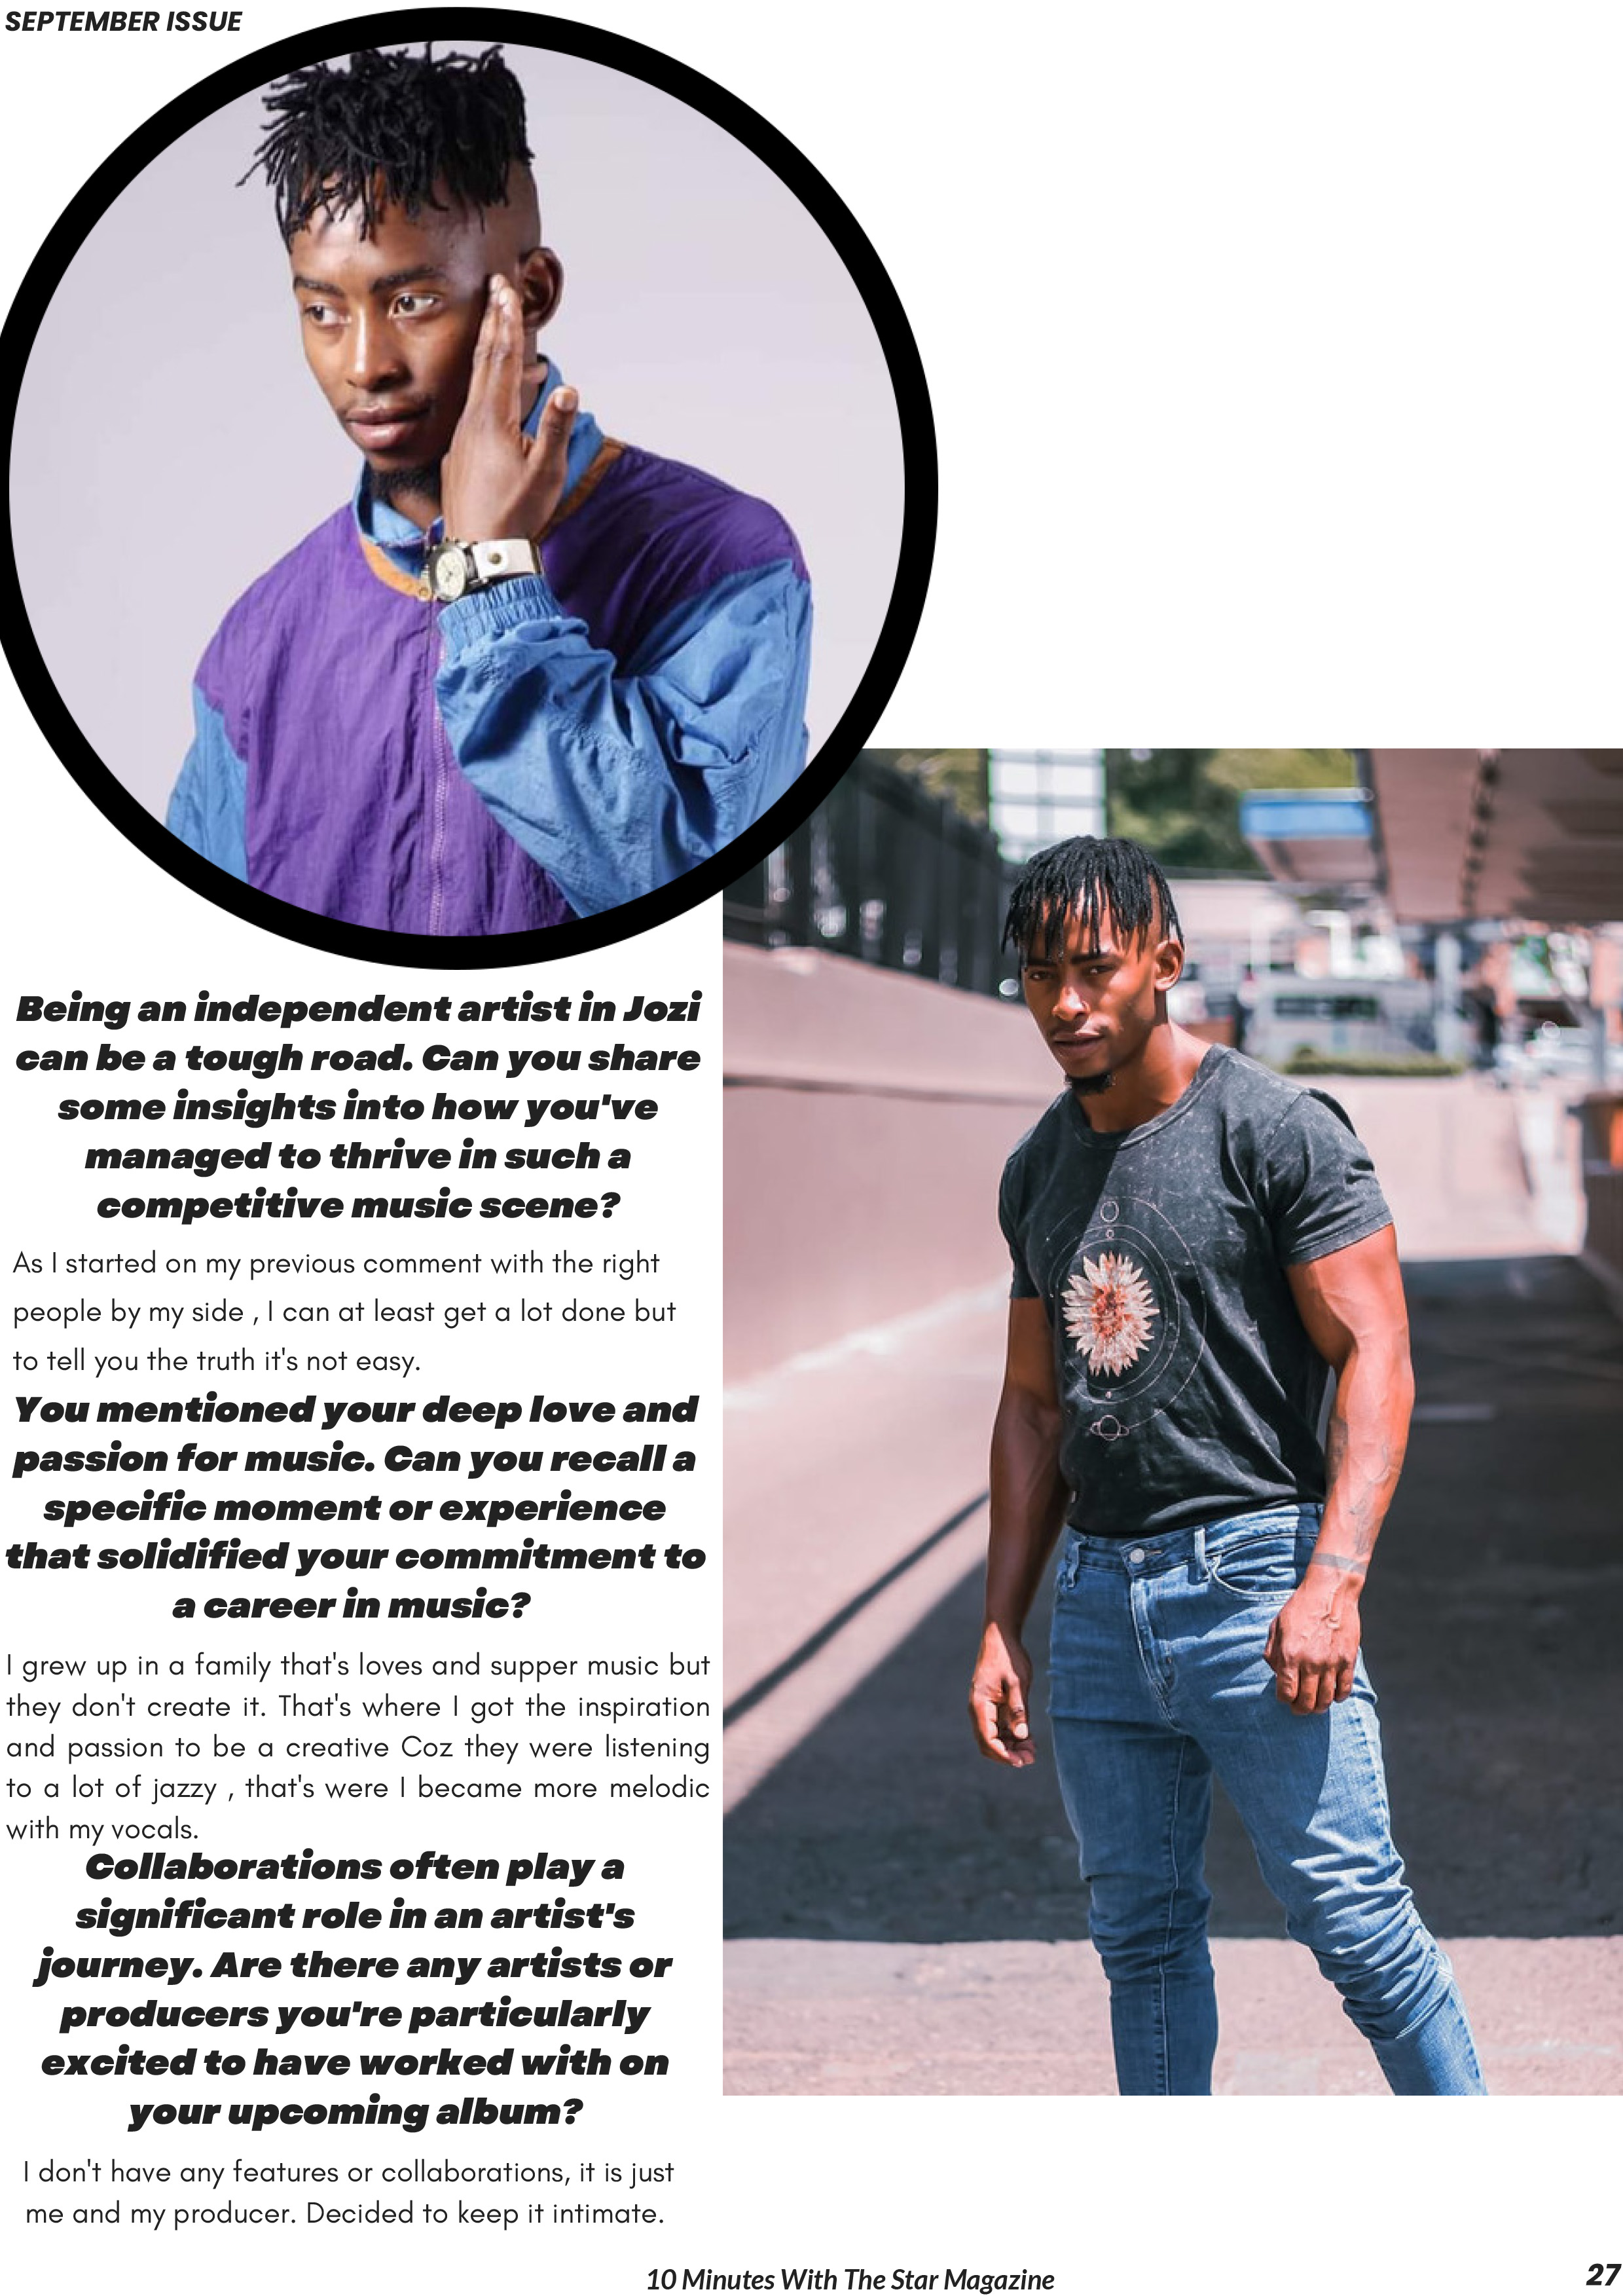 SEPTEMBER ISSUE
Being an independent artist in Jozi
can be a tough road. Can you share
some insights into how you've
managed to thrive in such a
competitive music scene?
As I started on my previous comment with the right
people by my side , I can at least get a lot done but
to tell you the truth it's not easy.
You mentioned your deep love and
passion for music. Can you recall a
specific moment or experience
that solidified your commitment to
a career in music?
I grew up in a family that's loves and supper music but
they don't create it. That's where I got the inspiration
and passion to be a creative Coz they were listening
to a lot of jazzy , that's were I became more melodic
with my vocals.
Collaborations often play a
significant role in an artist's
journey. Are there any artists or
producers you're particularly
excited to have worked with on
your upcoming album?
I don't have any features or collaborations, it is just
me and my producer. Decided to keep it intimate.
10 Minutes With The Star Magazine
27